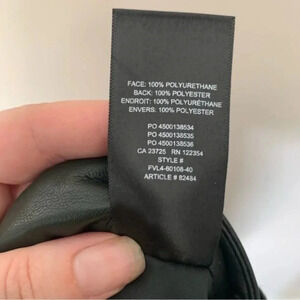 FACE: 100% POLYURETHANE
BACK: 100% POLYESTER
ENDROIT: 100% POLYURÉTHANE
ENVERS: 100% POLYESTER
PO 4500138534
PO 4500138535
PO 4500138536
CA 23725 RN 122354
STYLE #
FVL4-60108-40
ARTICLE # 82484